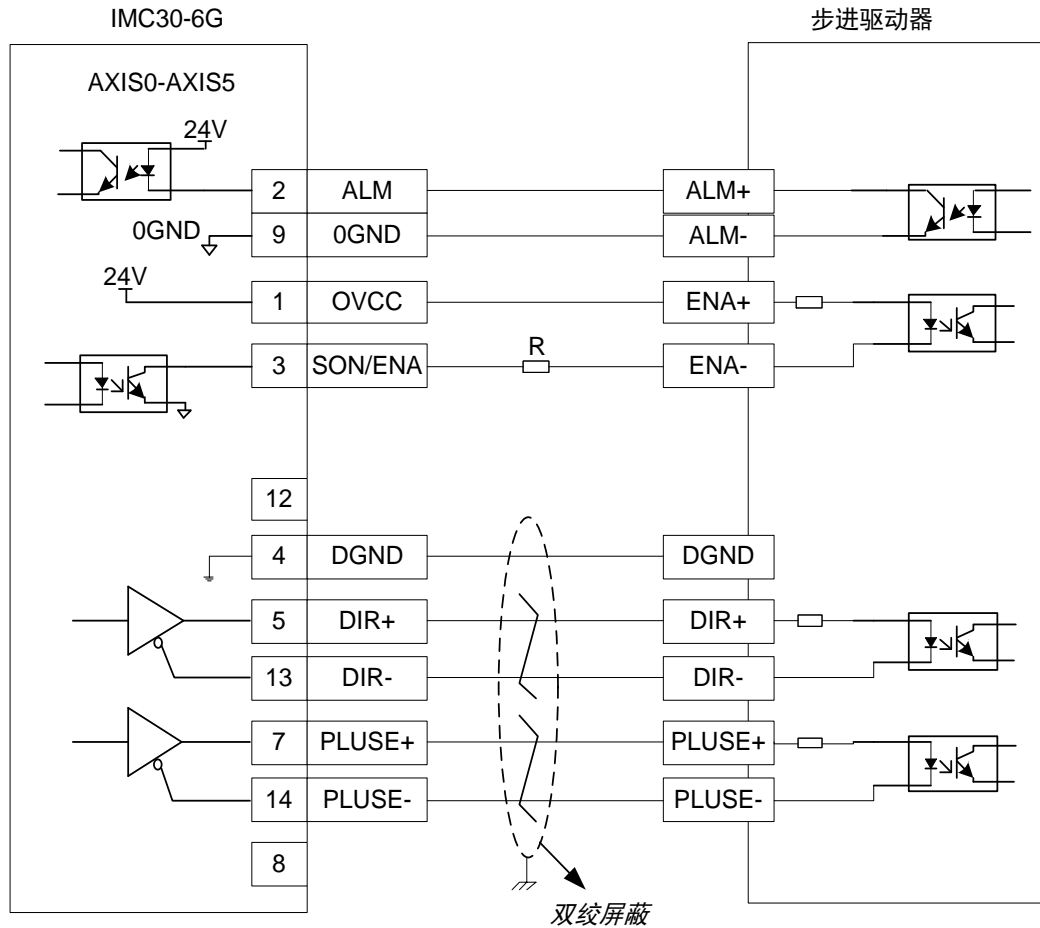 IMC30-6G
步进驱动器
AXIS0-AXIS5
24V
2 ALM ALM+
0GND 9 0GND ALM-
24V
1 OVCC ENA+
R
3 SON/ENA ENA-
12
4 DGND DGND
5 DIR+ DIR+
13 DIR- DIR-
7 PLUSE+ PLUSE+
14 PLUSE- PLUSE-
8
双绞屏蔽